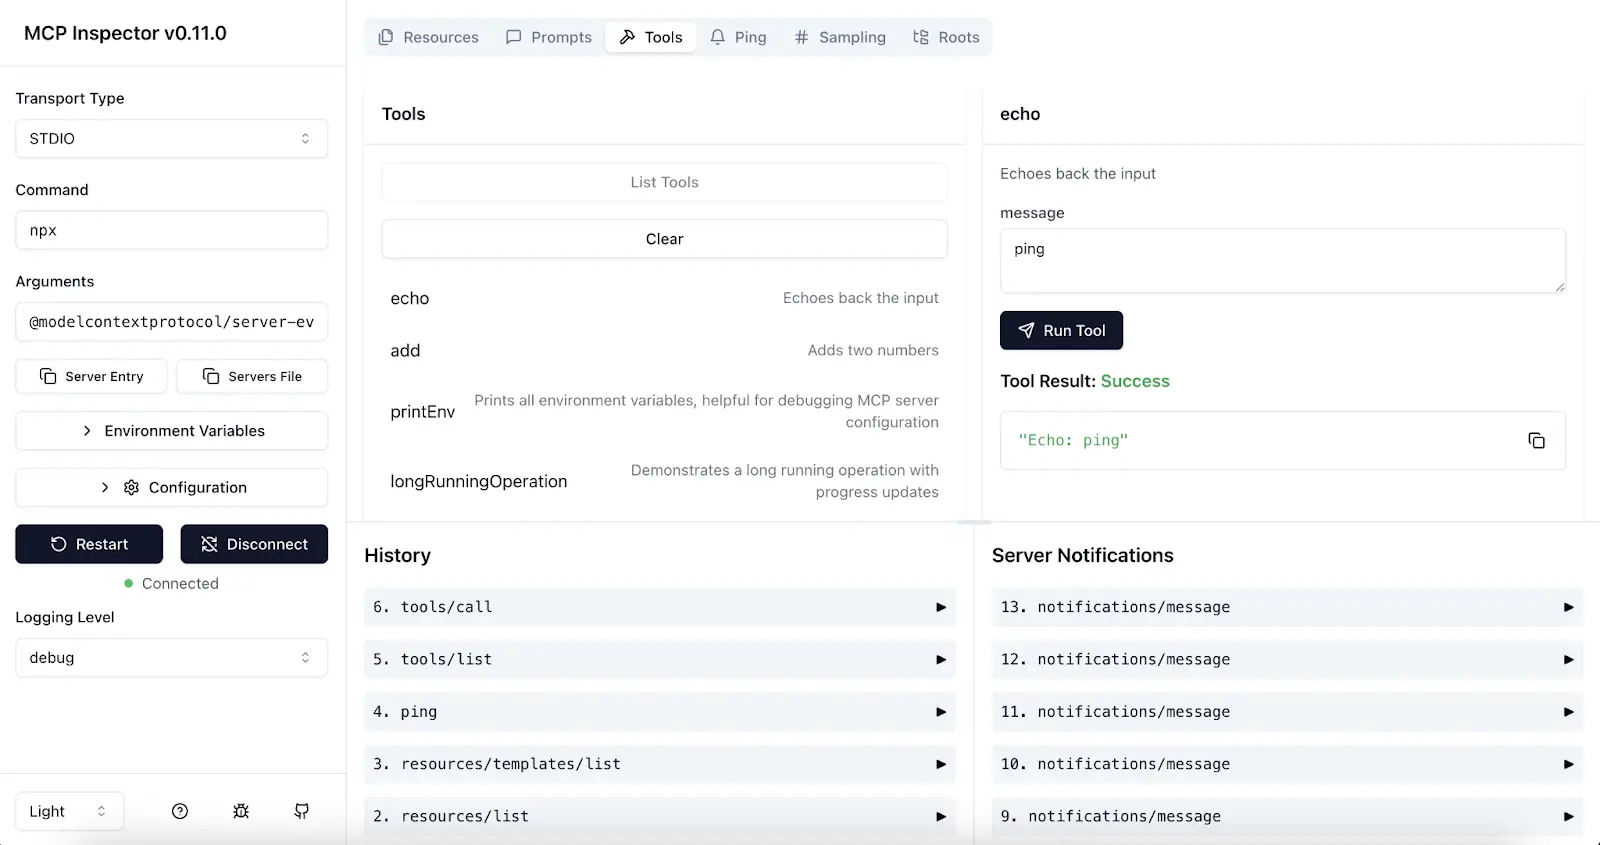 MCP Inspector v0.11.0
Transport Type
STDIO
Command
npx
Arguments
@modelcontextprotocol/server-ev
Server Entry
Servers File
Environment Variables
Configuration
Restart
Disconnect
Connected
Logging Level
debug
Light
Resources
Prompts
Tools
Ping
Sampling
Roots
Tools
List Tools
Clear
echo
Echoes back the input
add
Adds two numbers
printEnv
Prints all environment variables, helpful for debugging MCP server
configuration
longRunningOperation
Demonstrates a long running operation with
progress updates
echo
Echoes back the input
message
ping
Run Tool
Tool Result: Success
"Echo: ping"
History
6. tools/call
5. tools/list
4. ping
3. resources/templates/list
2. resources/list
Server Notifications
13. notifications/message
12. notifications/message
11. notifications/message
10. notifications/message
9. notifications/message